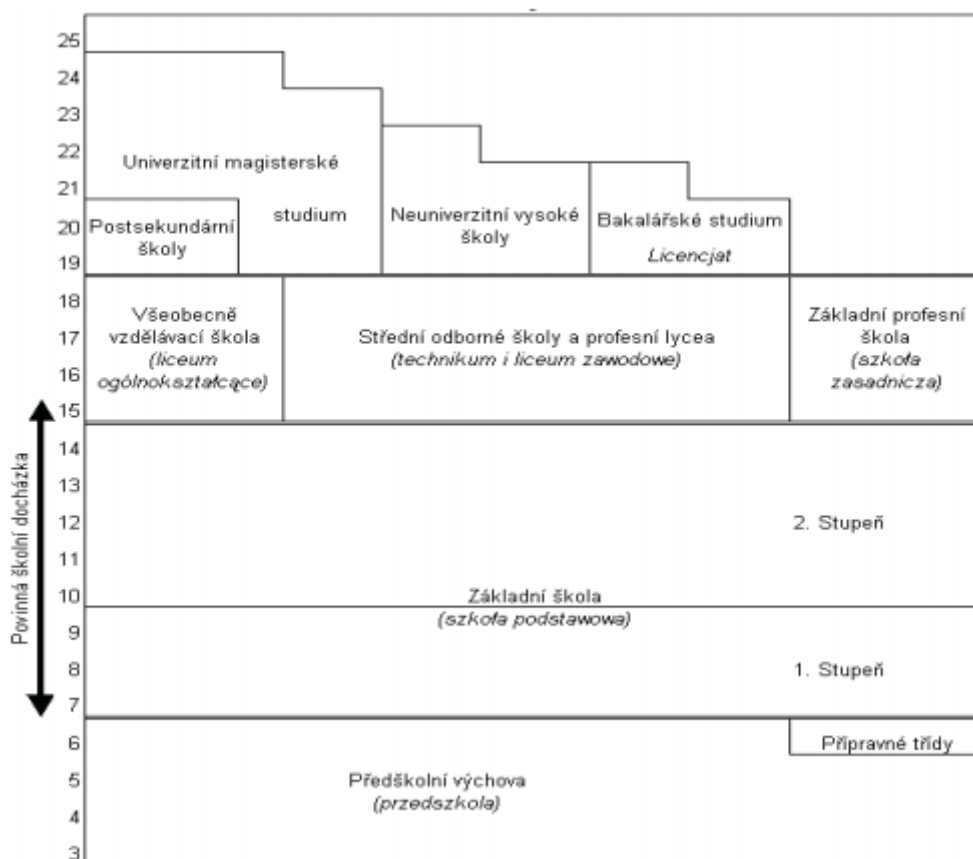 25
24
23
22
21
20
19
18
17
16
15
14
13
12
11
10
9
8
7
6
5
4
3
Povinná školní docházka
Univerzitní magisterské
studium
Postsekundární
školy
Neuniverzitní vysoké
školy
Bakalářské studium
Licencjat
Všeobecně
vzdělávací škola
(liceum
ogólnokształcące)
Střední odborné školy a profesní lycea
(technikum i liceum zawodowe)
Základní profesní
škola
(szkoła
zasadnicza)
2. Stupeň
Základní škola
(szkoła podstawowa)
1. Stupeň
Přípravné třídy
Předškolní výchova
(przedszkola)